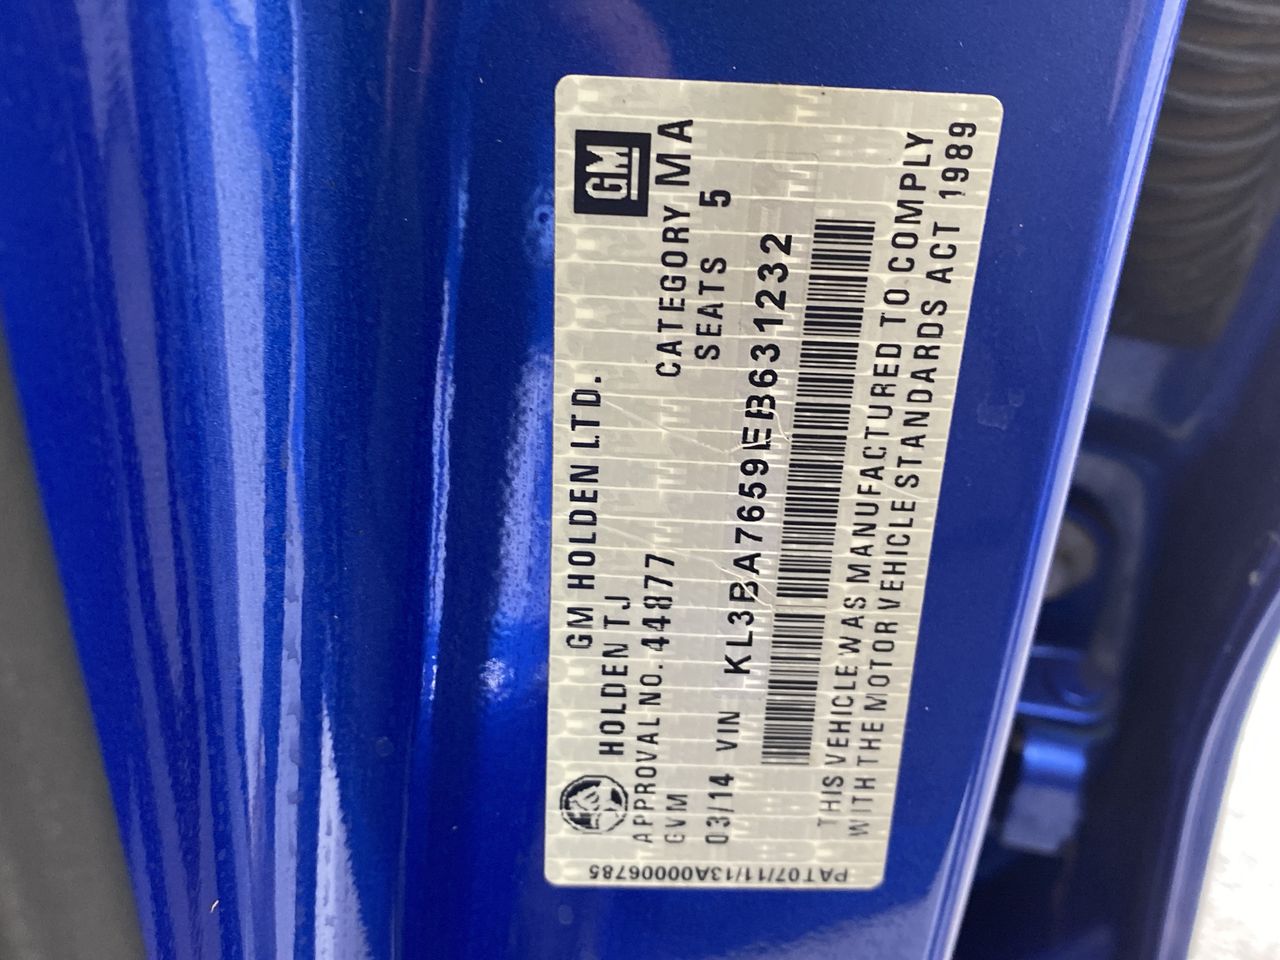 GM
GM HOLDEN LTD.
HOLDEN TJ
APPROVAL NO. 44877
CATEGORY MA
GVM
SEATS 5
03/14 VIN KL3BA7659EB631232
THIS VEHICLE WAS MANUFACTURED TO COMPLY
WITH THE MOTOR VEHICLE STANDARDS ACT 1989
PAT07/11/13A00006785